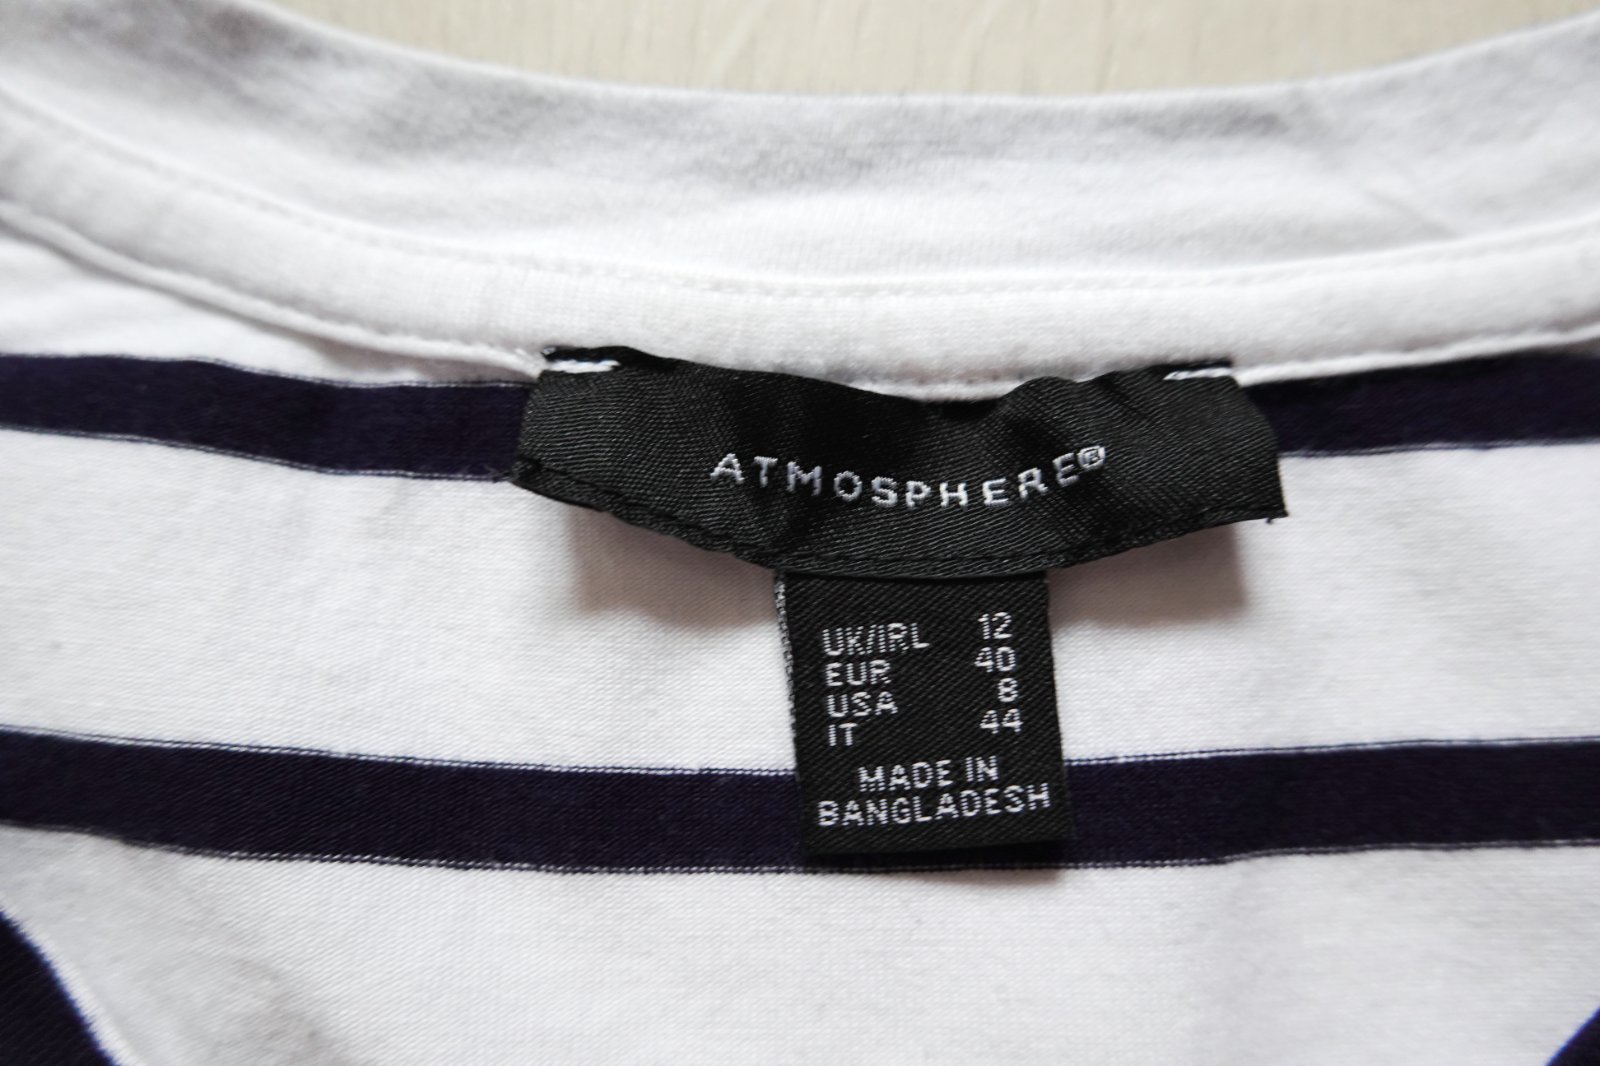 ATMOSPHERE®
UK/IRL 12
EUR 40
USA 8
IT 44
MADE IN
BANGLADESH